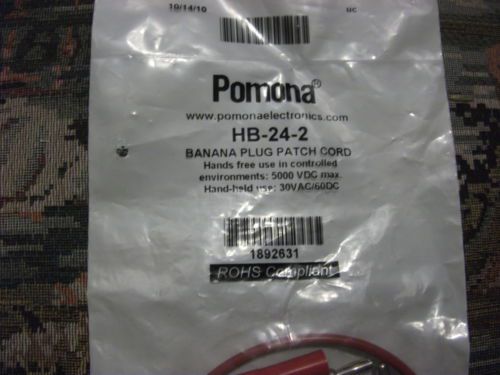 10/14/10 UC
Pomona®
www.pomonaelectronics.com
HB-24-2
BANANA PLUG PATCH CORD
Hands free use in controlled
environments: 5000 VDC max.
Hand-held use: 30VAC/60DC
1892631
ROHS Compliant